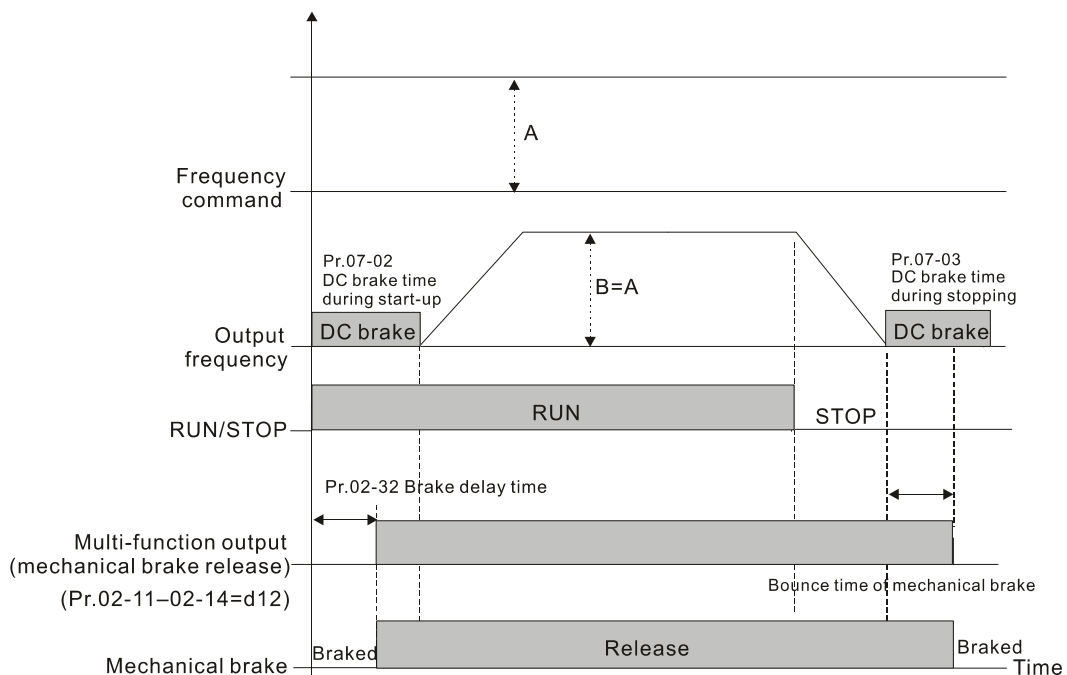 A
Frequency
command
Pr.07-02
DC brake time
during start-up
B=A
Pr.07-03
DC brake time
during stopping
DC brake
DC brake
Output
frequency
RUN
STOP
RUN/STOP
Pr.02-32 Brake delay time
Multi-function output
(mechanical brake release)
(Pr.02-11–02-14=d12)
Bounce time of mechanical brake
Braked
Release
Braked
Mechanical brake
Time